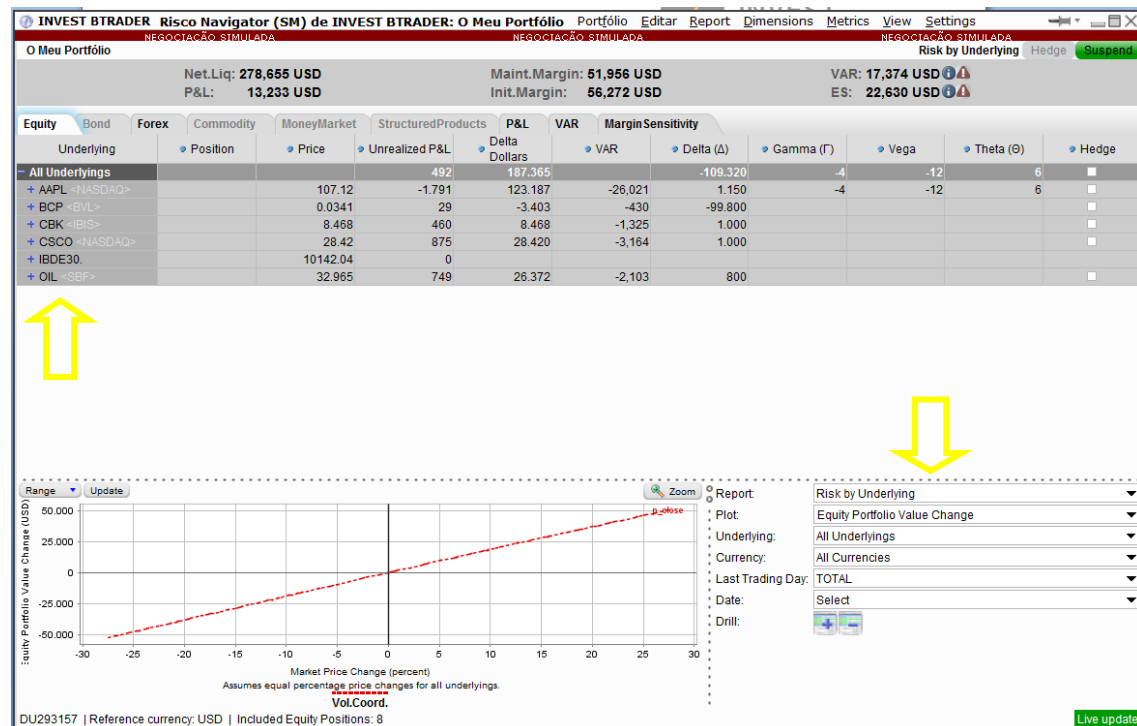 INVEST
INVEST BTRADER Risco Navigator (SM) de INVEST BTRADER: O Meu Portfólio Portfólio Editar Report Dimensions Metrics View Settings
NEGOCIAÇÃO SIMULADA NEGOCIAÇÃO SIMULADA NEGOCIAÇÃO SIMULADA
O Meu Portfólio Risk by Underlying Hedge Suspend
Net.Liq: 278,655 USD Maint.Margin: 51,956 USD VAR: 17,374 USD
P&L: 13,233 USD Init.Margin: 56,272 USD ES: 22,630 USD
Equity Bond Forex Commodity MoneyMarket StructuredProducts P&L VAR MarginSensitivity
Underlying Position Price Unrealized P&L Delta Dollars VAR Delta (Δ) Gamma (Γ) Vega Theta (Θ) Hedge
All Underlyings 492 187.365 -109.320 -4 -12 6
+ AAPL <NASDAQ> 107.12 -1.791 123.187 -26,021 1.150 -4 -12 6
+ BCP <BVL> 0.0341 29 -3.403 -430 -99.800
+ CBK <IBIS> 8.468 460 8.468 -1,325 1.000
+ CSCO <NASDAQ> 28.42 875 28.420 -3,164 1.000
+ IBDE30. 10142.04 0
+ OIL <SBF> 32.965 749 26.372 -2,103 800
Range Update Zoom
Equity Portfolio Value Change (USD)
p_close
50.000
25.000
0
-25.000
-50.000
-30 -25 -20 -15 -10 -5 0 5 10 15 20 25 30
Market Price Change (percent)
Assumes equal percentage price changes for all underlyings.
Vol.Coord.
Report: Risk by Underlying
Plot: Equity Portfolio Value Change
Underlying: All Underlyings
Currency: All Currencies
Last Trading Day: TOTAL
Date: Select
Drill:
DU293157 | Reference currency: USD | Included Equity Positions: 8 Live update